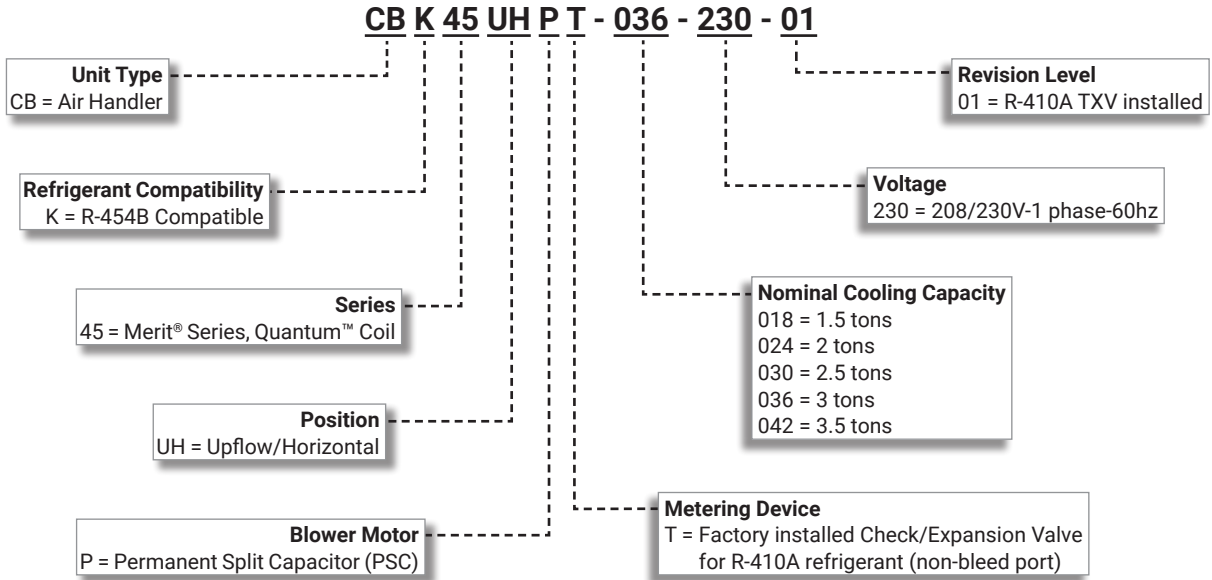 CB K 45 UH P T - 036 - 230 - 01
Unit Type
CB = Air Handler
Revision Level
01 = R-410A TXV installed
Refrigerant Compatibility
K = R-454B Compatible
Voltage
230 = 208/230V-1 phase-60hz
Series
45 = Merit® Series, Quantum™ Coil
Nominal Cooling Capacity
018 = 1.5 tons
024 = 2 tons
030 = 2.5 tons
036 = 3 tons
042 = 3.5 tons
Position
UH = Upflow/Horizontal
Blower Motor
P = Permanent Split Capacitor (PSC)
Metering Device
T = Factory installed Check/Expansion Valve
for R-410A refrigerant (non-bleed port)